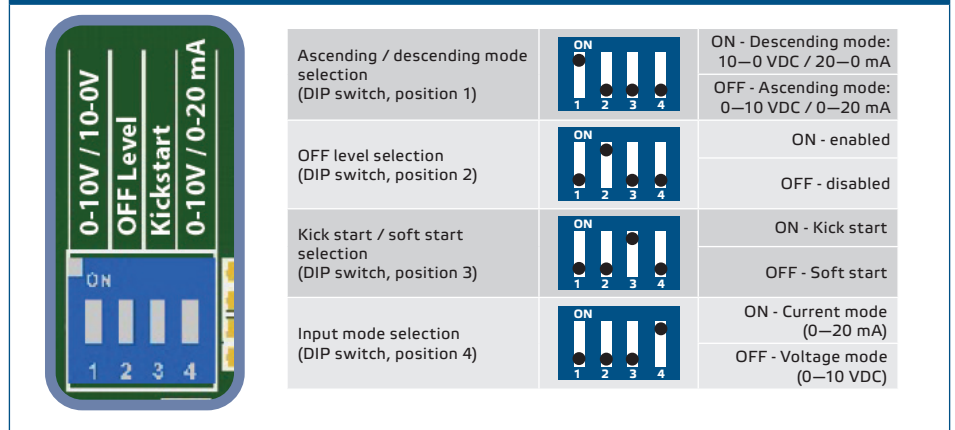 0-10V / 10-0V
OFF Level
Kickstart
0-10V / 0-20 mA
ON
1 2 3 4
Ascending / descending mode
selection
(DIP switch, position 1)
ON
1 2 3 4
ON - Descending mode:
10—0 VDC / 20—0 mA
OFF - Ascending mode:
0—10 VDC / 0—20 mA
OFF level selection
(DIP switch, position 2)
ON
1 2 3 4
ON - enabled
OFF - disabled
Kick start / soft start
selection
(DIP switch, position 3)
ON
1 2 3 4
ON - Kick start
OFF - Soft start
Input mode selection
(DIP switch, position 4)
ON
1 2 3 4
ON - Current mode
(0—20 mA)
OFF - Voltage mode
(0—10 VDC)